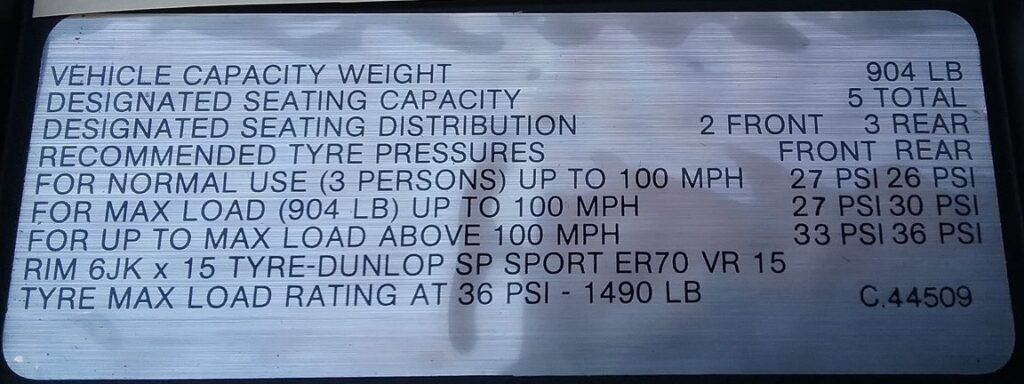 VEHICLE CAPACITY WEIGHT 904 LB
DESIGNATED SEATING CAPACITY 5 TOTAL
DESIGNATED SEATING DISTRIBUTION 2 FRONT 3 REAR
RECOMMENDED TYRE PRESSURES FRONT REAR
FOR NORMAL USE (3 PERSONS) UP TO 100 MPH 27 PSI 26 PSI
FOR MAX LOAD (904 LB) UP TO 100 MPH 27 PSI 30 PSI
FOR UP TO MAX LOAD ABOVE 100 MPH 33 PSI 36 PSI
RIM 6JK x 15 TYRE-DUNLOP SP SPORT ER70 VR 15
TYRE MAX LOAD RATING AT 36 PSI - 1490 LB C.44509